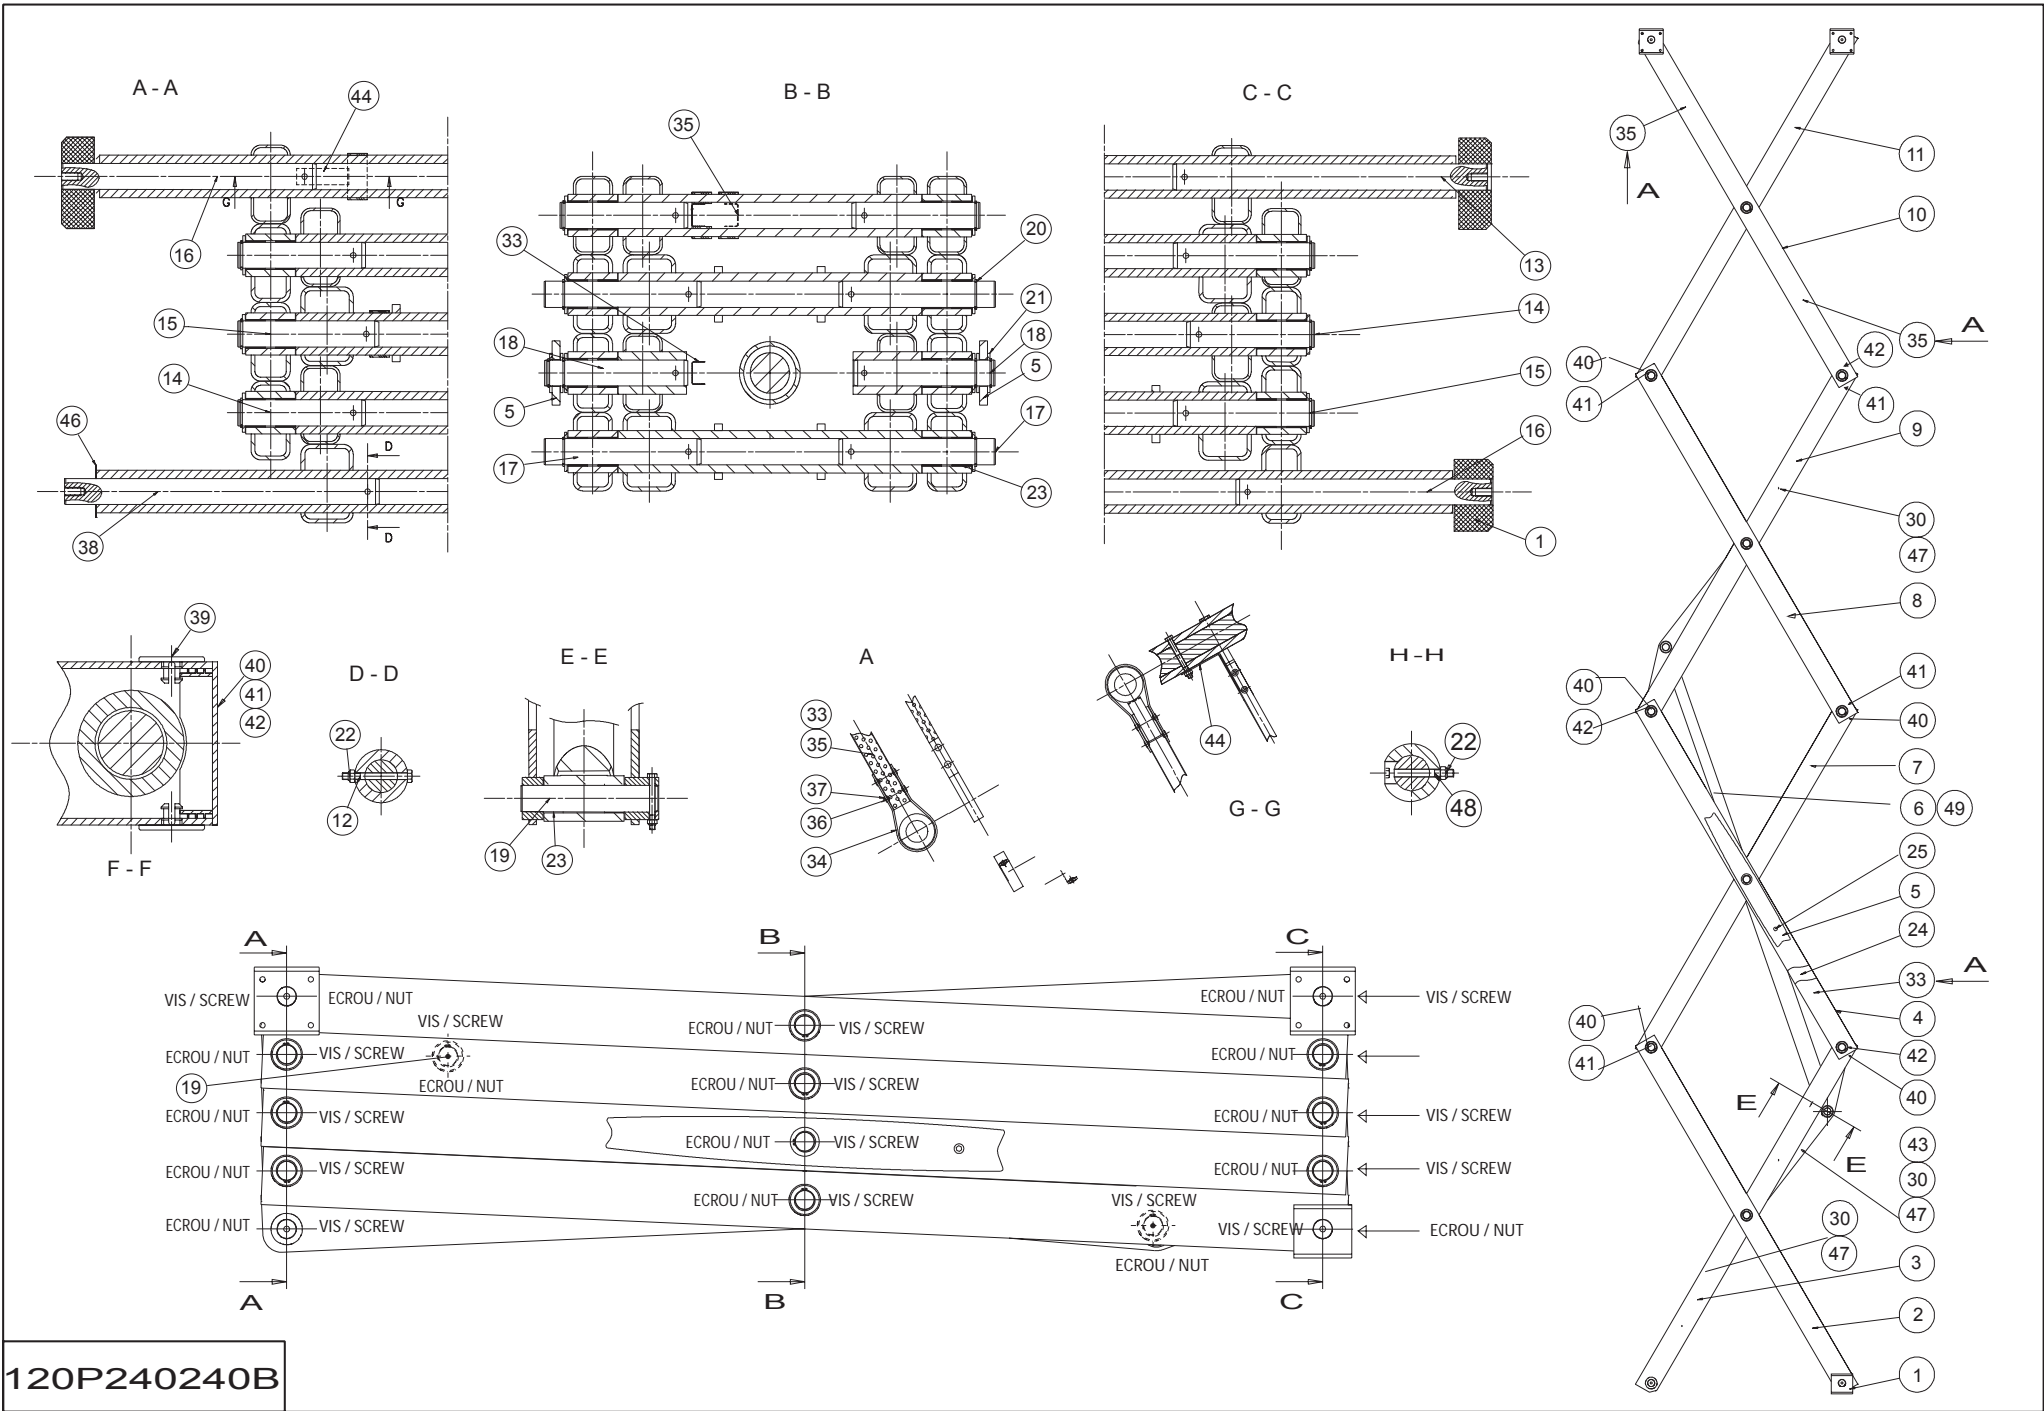 A - A
44
16
G
G
15
14
46
D
D
38
B - B
35
33
20
21
18
18
5
5
17
17
23
C - C
13
14
15
16
1
35
A
11
10
35
A
40
42
41
41
9
30
47
8
41
40
42
40
7
6
49
25
5
24
33
A
4
40
42
41
40
E
E
43
30
47
30
47
3
2
1
39
40
41
42
F - F
D - D
22
12
E - E
19
23
A
33
35
37
36
34
44
G - G
H-H
22
48
A
B
C
VIS / SCREW
ECROU / NUT
VIS / SCREW
ECROU / NUT
VIS / SCREW
ECROU / NUT
VIS / SCREW
ECROU / NUT
VIS / SCREW
ECROU / NUT
19
ECROU / NUT
ECROU / NUT
VIS / SCREW
ECROU / NUT
VIS / SCREW
ECROU / NUT
VIS / SCREW
ECROU / NUT
VIS / SCREW
ECROU / NUT
VIS / SCREW
ECROU / NUT
VIS / SCREW
ECROU / NUT
VIS / SCREW
ECROU / NUT
VIS / SCREW
VIS / SCREW
ECROU / NUT
VIS / SCREW
VIS / SCREW
ECROU / NUT
ECROU / NUT
A
B
C
120P240240B